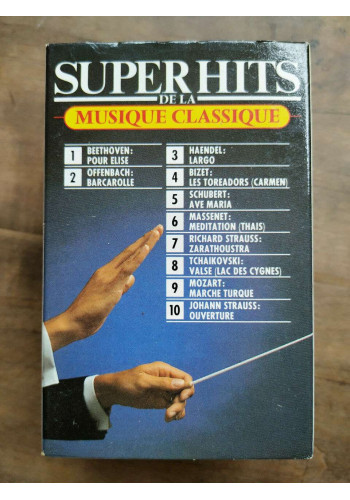 SUPER HITS
DE LA
MUSIQUE CLASSIQUE
1 BEETHOVEN:
POUR ELISE
2 OFFENBACH:
BARCAROLLE
3 HAENDEL:
LARGO
4 BIZET:
LES TOREADORS (CARMEN)
5 SCHUBERT:
AVE MARIA
6 MASSENET:
MEDITATION (THAIS)
7 RICHARD STRAUSS:
ZARATHOUSTRA
8 TCHAIKOVSKI:
VALSE (LAC DES CYGNES)
9 MOZART:
MARCHE TURQUE
10 JOHANN STRAUSS:
OUVERTURE